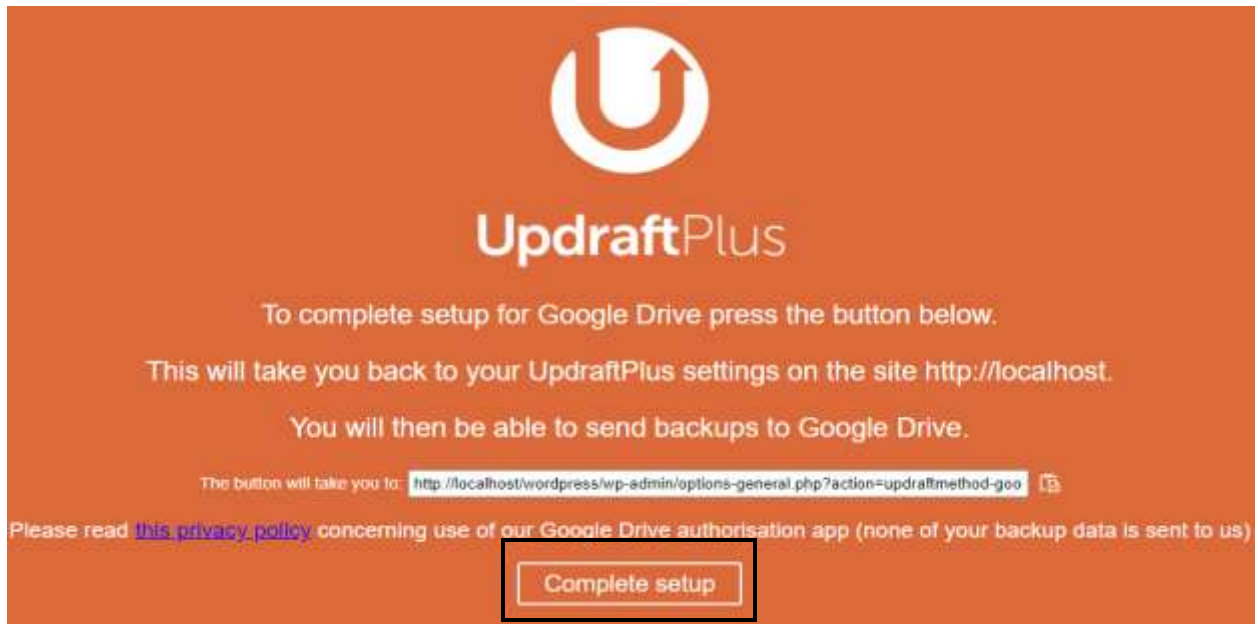 UpdraftPlus
To complete setup for Google Drive press the button below.
This will take you back to your UpdraftPlus settings on the site http://localhost.
You will then be able to send backups to Google Drive.
The button will take you to: http://localhost/wordpress/wp-admin/options-general.php?action=updraftmethod-goo
Please read this privacy policy concerning use of our Google Drive authorisation app (none of your backup data is sent to us)
Complete setup